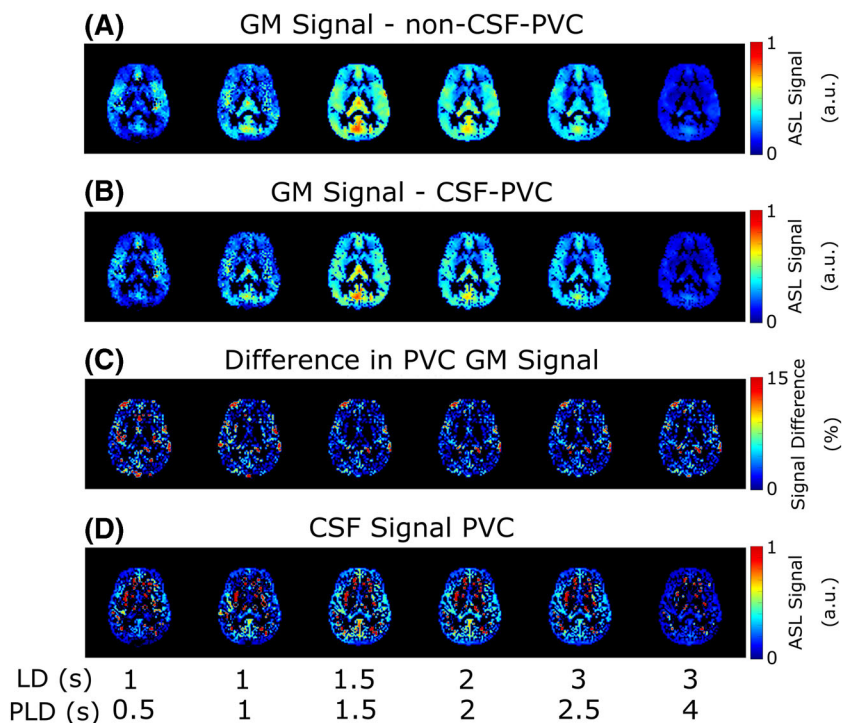 (A) GM Signal - non-CSF-PVC
1
0
ASL Signal
(a.u.)
(B) GM Signal - CSF-PVC
1
0
ASL Signal
(a.u.)
(C) Difference in PVC GM Signal
15
0
Signal Difference
(%)
(D) CSF Signal PVC
1
0
ASL Signal
(a.u.)
LD (s) 1 1 1.5 2 3 3
PLD (s) 0.5 1 1.5 2 2.5 4